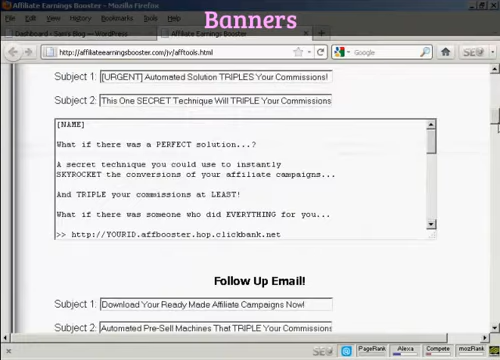 Affiliate Earnings Booster - Mozilla Firefox
Banners
File Edit View History Bookmarks Tools Help
Dashboard ‹ Sam's Blog — WordPress
Affiliate Earnings Booster
http://affiliateearningsbooster.com/jv/afftools.html
Google
SEO
Subject 1: [URGENT] Automated Solution TRIPLES Your Commissions!
Subject 2: This One SECRET Technique Will TRIPLE Your Commissions
[NAME]
What if there was a PERFECT solution...?
A secret technique you could use to instantly
SKYROCKET the conversions of your affiliate campaigns...
And TRIPLE your commissions at LEAST!
What if there was someone who did EVERYTHING for you...
>> http://YOURID.affbooster.hop.clickbank.net
Follow Up Email!
Subject 1: Download Your Ready Made Affiliate Campaigns Now!
Subject 2: Automated Pre-Sell Machines That TRIPLE Your Commissions
SEO PageRank Alexa Compete mozRank